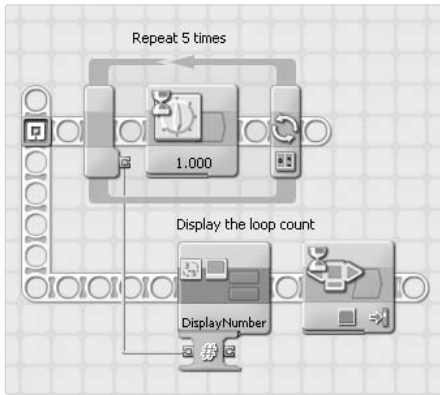 Repeat 5 times
1.000
Display the loop count
DisplayNumber
#